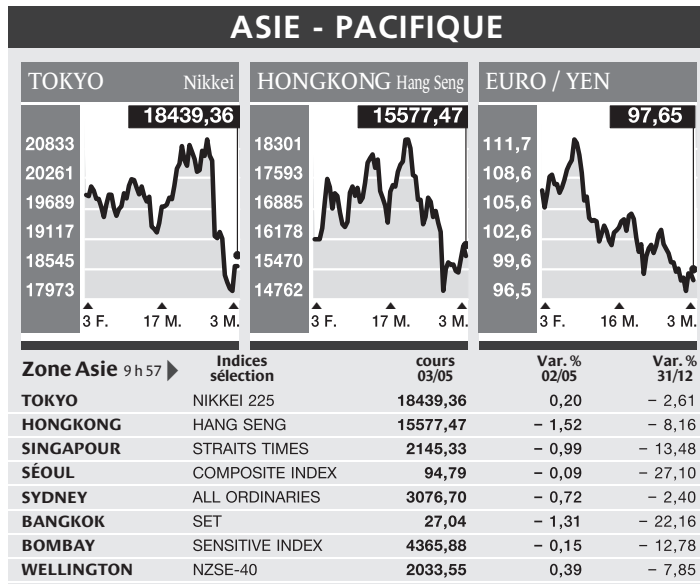 ASIE - PACIFIQUE
TOKYO Nikkei
18439,36
20833
20261
19689
19117
18545
17973
3 F. 17 M. 3 M.
HONGKONG Hang Seng
15577,47
18301
17593
16885
16178
15470
14762
3 F. 17 M. 3 M.
EURO / YEN
97,65
111,7
108,6
105,6
102,6
99,6
96,5
3 F. 16 M. 3 M.
Zone Asie 9 h 57 Indices sélection cours 03/05 Var. % 02/05 Var. % 31/12
TOKYO NIKKEI 225 18439,36 0,20 – 2,61
HONGKONG HANG SENG 15577,47 – 1,52 – 8,16
SINGAPOUR STRAITS TIMES 2145,33 – 0,99 – 13,48
SÉOUL COMPOSITE INDEX 94,79 – 0,09 – 27,10
SYDNEY ALL ORDINARIES 3076,70 – 0,72 – 2,40
BANGKOK SET 27,04 – 1,31 – 22,16
BOMBAY SENSITIVE INDEX 4365,88 – 0,15 – 12,78
WELLINGTON NZSE-40 2033,55 0,39 – 7,85